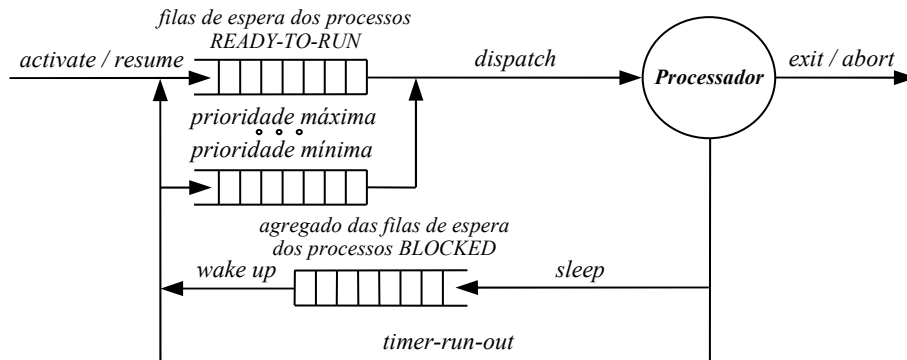 filas de espera dos processos
READY-TO-RUN
activate / resume
dispatch
Processador
exit / abort
prioridade máxima
prioridade mínima
agregado das filas de espera
dos processos BLOCKED
wake up
sleep
timer-run-out